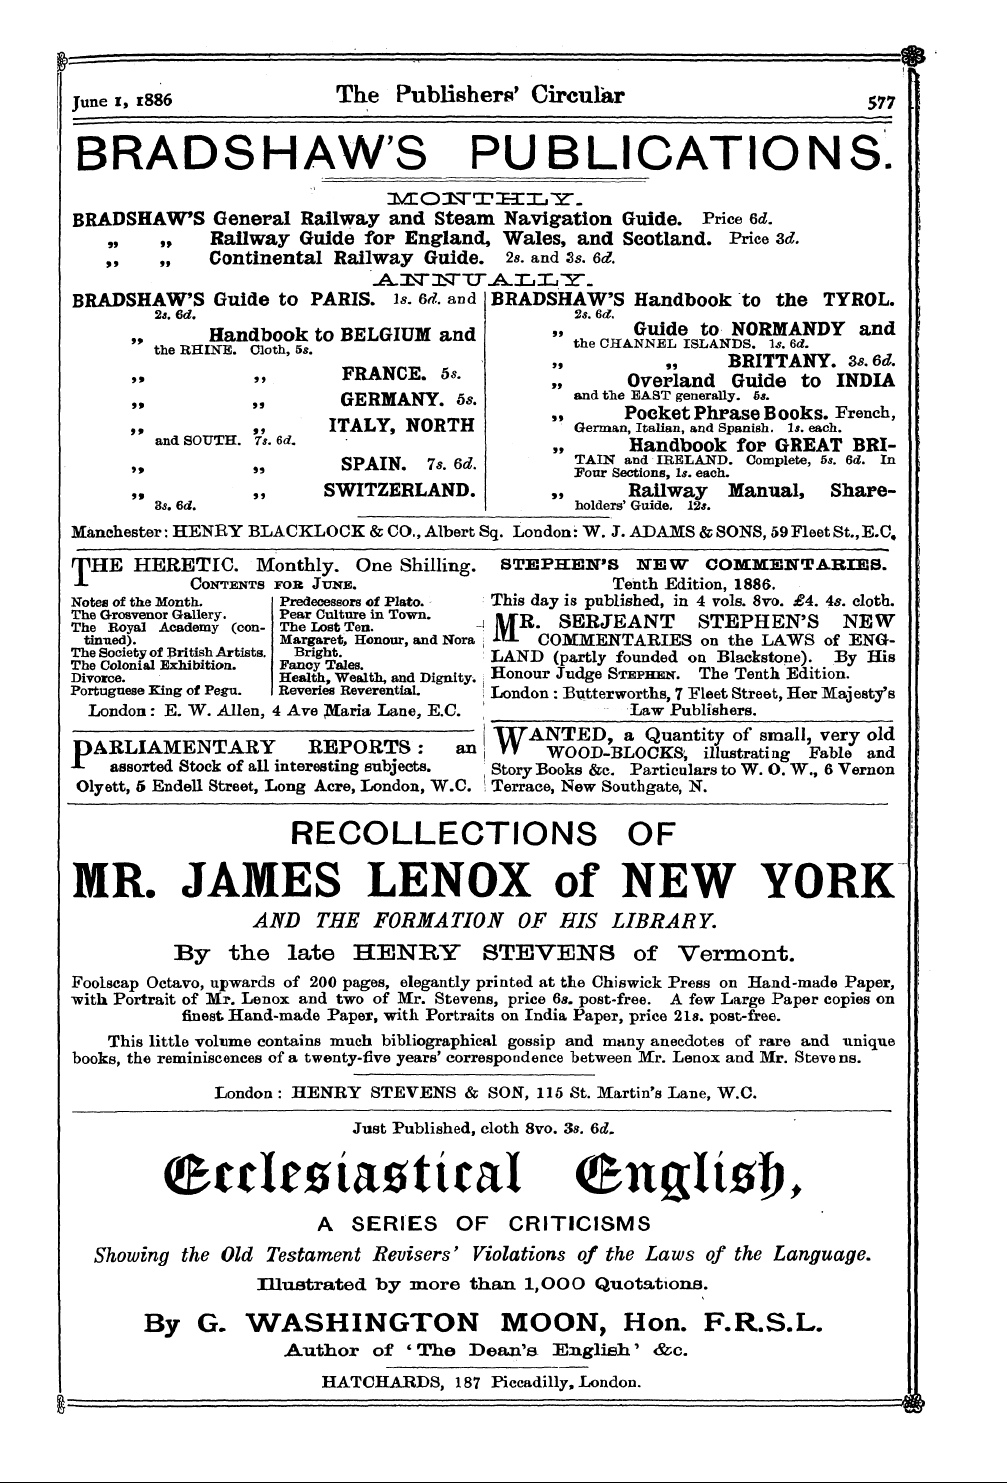 June 1, 1886 The Publishers' Circular 577
BRADSHAW'S PUBLICATIONS.
MONTHLY.
BRADSHAW'S General Railway and Steam Navigation Guide. Price 6d.
„ „ Railway Guide for England, Wales, and Scotland. Price 3d.
„ „ Continental Railway Guide. 2s. and 3s. 6d.
ANNUALLY.
BRADSHAW'S Guide to PARIS. 1s. 6d. and
2s. 6d.
„ Handbook to BELGIUM and
the RHINE. Cloth, 5s.
„ „ FRANCE. 5s.
„ „ GERMANY. 5s.
„ „ ITALY, NORTH
and SOUTH. 7s. 6d.
„ „ SPAIN. 7s. 6d.
„ „ SWITZERLAND.
3s. 6d.
BRADSHAW'S Handbook to the TYROL.
2s. 6d.
„ Guide to NORMANDY and
the CHANNEL ISLANDS. 1s. 6d.
„ „ BRITTANY. 3s. 6d.
„ Overland Guide to INDIA
and the EAST generally. 5s.
„ Pocket Phrase Books. French,
German, Italian, and Spanish. 1s. each.
„ Handbook for GREAT BRI-
TAIN and IRELAND. Complete, 5s. 6d. In
Four Sections, 1s. each.
„ Railway Manual, Share-
holders' Guide. 12s.
Manchester: HENRY BLACKLOCK & CO., Albert Sq. London: W. J. ADAMS & SONS, 59 Fleet St., E.C.
THE HERETIC. Monthly. One Shilling.
CONTENTS FOR JUNE.
Notes of the Month.
The Grosvenor Gallery.
The Royal Academy (con-
tinued).
The Society of British Artists.
The Colonial Exhibition.
Divorce.
Portuguese King of Pegu.
Predecessors of Plato.
Pear Culture in Town.
The Lost Ten.
Margaret, Honour, and Nora
Bright.
Fancy Tales.
Health, Wealth, and Dignity.
Reveries Reverential.
London: E. W. Allen, 4 Ave Maria Lane, E.C.
PARLIAMENTARY REPORTS: an
assorted Stock of all interesting subjects.
Olyett, 5 Endell Street, Long Acre, London, W.C.
STEPHEN'S NEW COMMENTARIES.
Tenth Edition, 1886.
This day is published, in 4 vols. 8vo. £4. 4s. cloth.
MR. SERJEANT STEPHEN'S NEW
COMMENTARIES on the LAWS of ENG-
LAND (partly founded on Blackstone). By His
Honour Judge STEPHEN. The Tenth Edition.
London: Butterworths, 7 Fleet Street, Her Majesty's
Law Publishers.
WANTED, a Quantity of small, very old
WOOD-BLOCKS, illustrating Fable and
Story Books &c. Particulars to W. O. W., 6 Vernon
Terrace, New Southgate, N.
RECOLLECTIONS OF
MR. JAMES LENOX of NEW YORK
AND THE FORMATION OF HIS LIBRARY.
By the late HENRY STEVENS of Vermont.
Foolscap Octavo, upwards of 200 pages, elegantly printed at the Chiswick Press on Hand-made Paper,
with Portrait of Mr. Lenox and two of Mr. Stevens, price 6s. post-free. A few Large Paper copies on
finest Hand-made Paper, with Portraits on India Paper, price 21s. post-free.
This little volume contains much bibliographical gossip and many anecdotes of rare and unique
books, the reminiscences of a twenty-five years' correspondence between Mr. Lenox and Mr. Stevens.
London: HENRY STEVENS & SON, 115 St. Martin's Lane, W.C.
Just Published, cloth 8vo. 3s. 6d.
Ecclesiastical English,
A SERIES OF CRITICISMS
Showing the Old Testament Revisers' Violations of the Laws of the Language.
Illustrated by more than 1,000 Quotations.
By G. WASHINGTON MOON, Hon. F.R.S.L.
Author of 'The Dean's English' &c.
HATCHARDS, 187 Piccadilly, London.